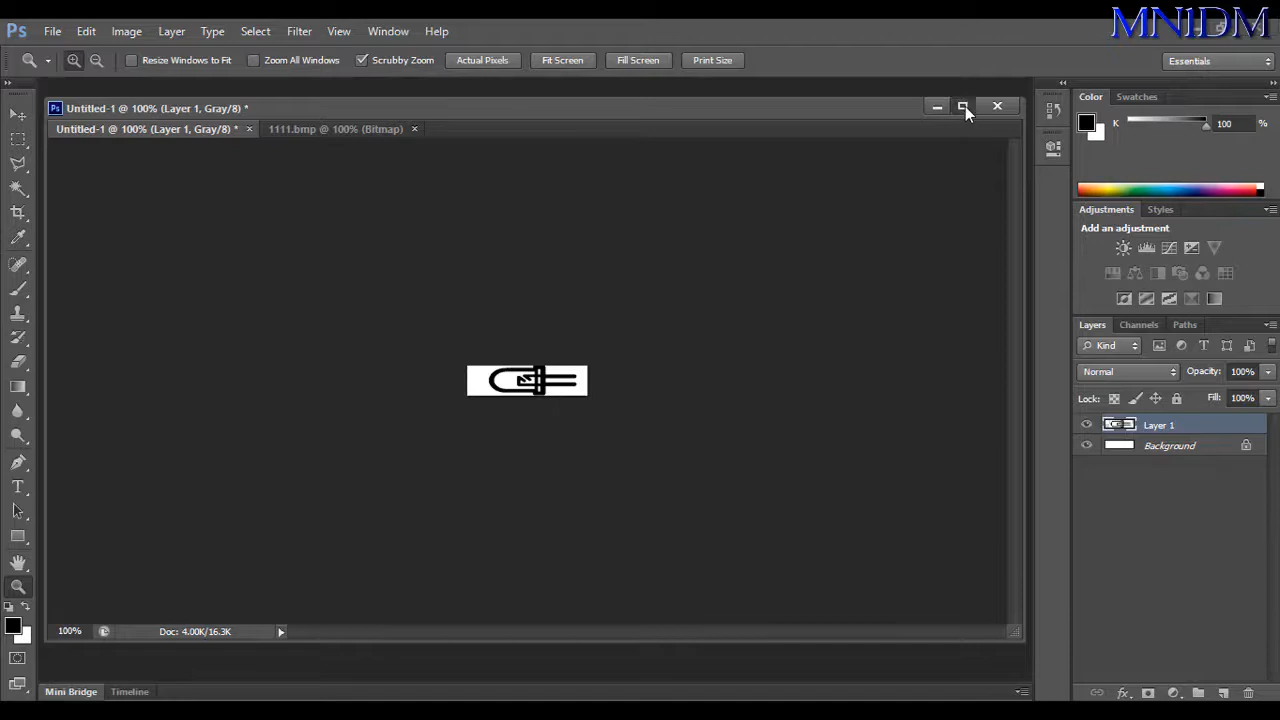 MN1DM
Ps File Edit Image Layer Type Select Filter View Window Help
Resize Windows to Fit Zoom All Windows Scrubby Zoom Actual Pixels Fit Screen Fill Screen Print Size Essentials
Ps Untitled-1 @ 100% (Layer 1, Gray/8) *
Untitled-1 @ 100% (Layer 1, Gray/8) * × 1111.bmp @ 100% (Bitmap) ×
Color Swatches
K 100 %
Adjustments Styles
Add an adjustment
Layers Channels Paths
Kind
Normal Opacity: 100%
Lock: Fill: 100%
Layer 1
Background
100% Doc: 4.00K/16.3K
Mini Bridge Timeline
fx